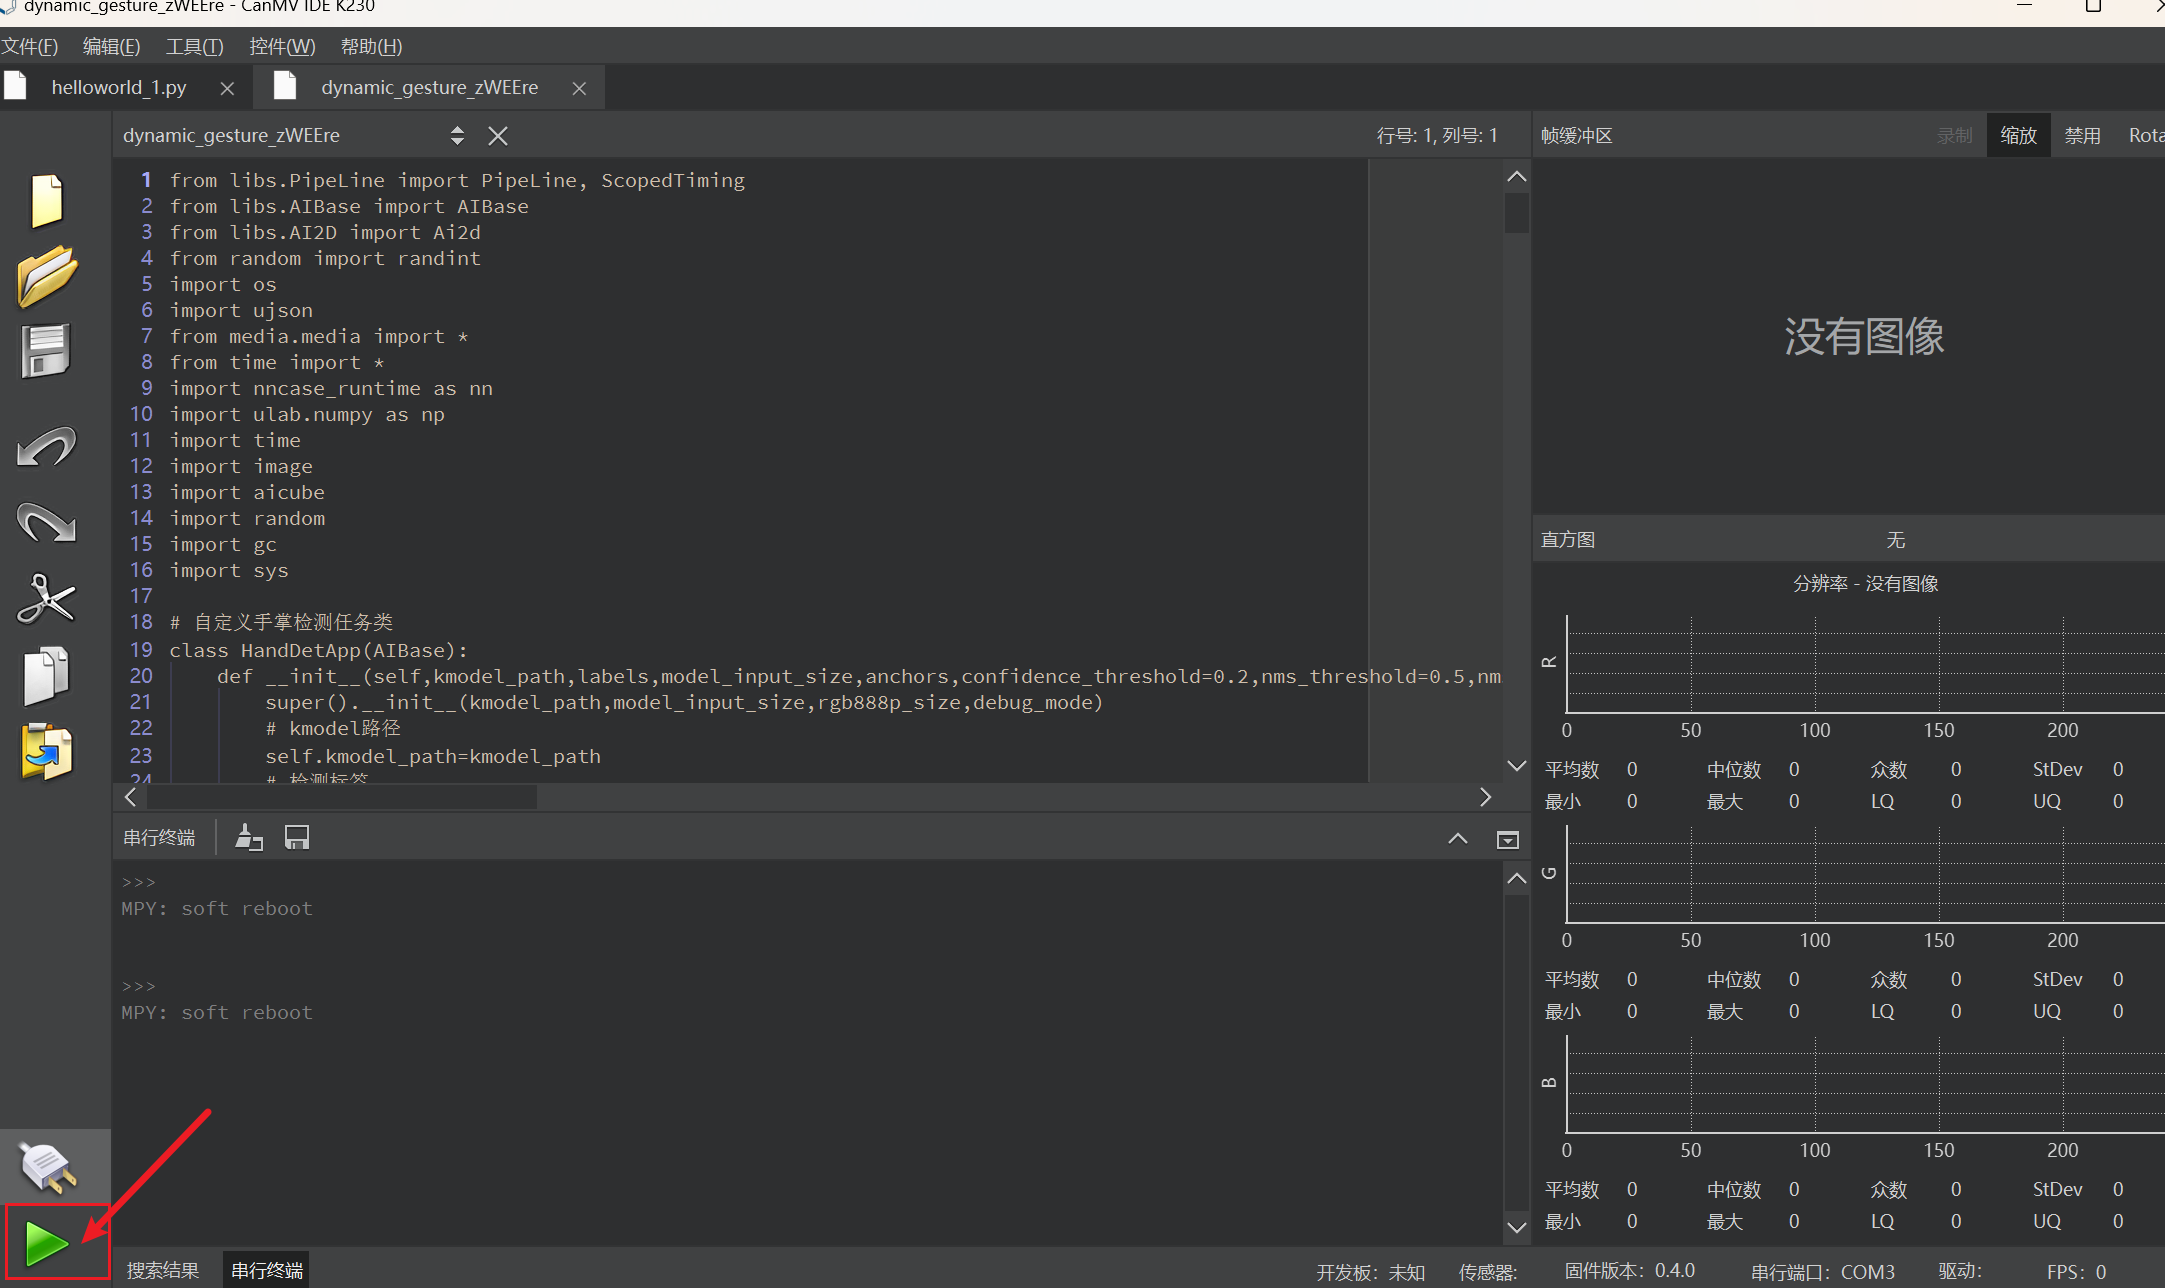 dynamic_gesture_zWEEre - CanMV IDE K230
文件(F) 编辑(E) 工具(T) 控件(W) 帮助(H)
helloworld_1.py dynamic_gesture_zWEEre
dynamic_gesture_zWEEre 行号: 1, 列号: 1
1 from libs.PipeLine import PipeLine, ScopedTiming
2 from libs.AIBase import AIBase
3 from libs.AI2D import Ai2d
4 from random import randint
5 import os
6 import ujson
7 from media.media import *
8 from time import *
9 import nncase_runtime as nn
10 import ulab.numpy as np
11 import time
12 import image
13 import aicube
14 import random
15 import gc
16 import sys
17
18 # 自定义手掌检测任务类
19 class HandDetApp(AIBase):
20 def __init__(self,kmodel_path,labels,model_input_size,anchors,confidence_threshold=0.2,nms_threshold=0.5,nm
21 super().__init__(kmodel_path,model_input_size,rgb888p_size,debug_mode)
22 # kmodel路径
23 self.kmodel_path=kmodel_path
24 # 检测标签
串行终端
>>>
MPY: soft reboot
>>>
MPY: soft reboot
搜索结果 串行终端
帧缓冲区 录制 缩放 禁用 Rota
没有图像
直方图 无
分辨率 - 没有图像
R
0 50 100 150 200
平均数 0 中位数 0 众数 0 StDev 0
最小 0 最大 0 LQ 0 UQ 0
G
0 50 100 150 200
平均数 0 中位数 0 众数 0 StDev 0
最小 0 最大 0 LQ 0 UQ 0
B
0 50 100 150 200
平均数 0 中位数 0 众数 0 StDev 0
最小 0 最大 0 LQ 0 UQ 0
开发板: 未知 传感器: 固件版本: 0.4.0 串行端口: COM3 驱动: FPS: 0